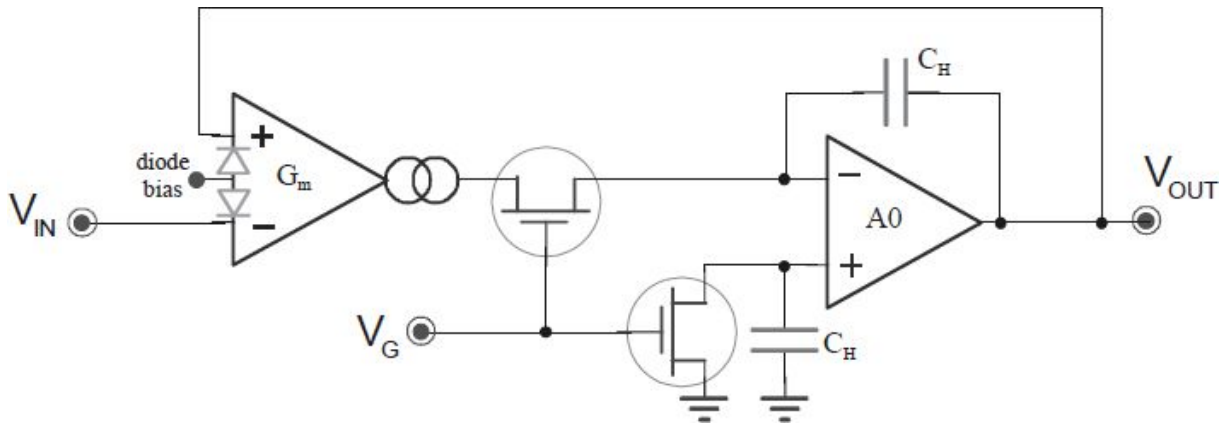 C_H
+
diode
bias
G_m
V_IN
−
−
A0
+
V_OUT
V_G
C_H